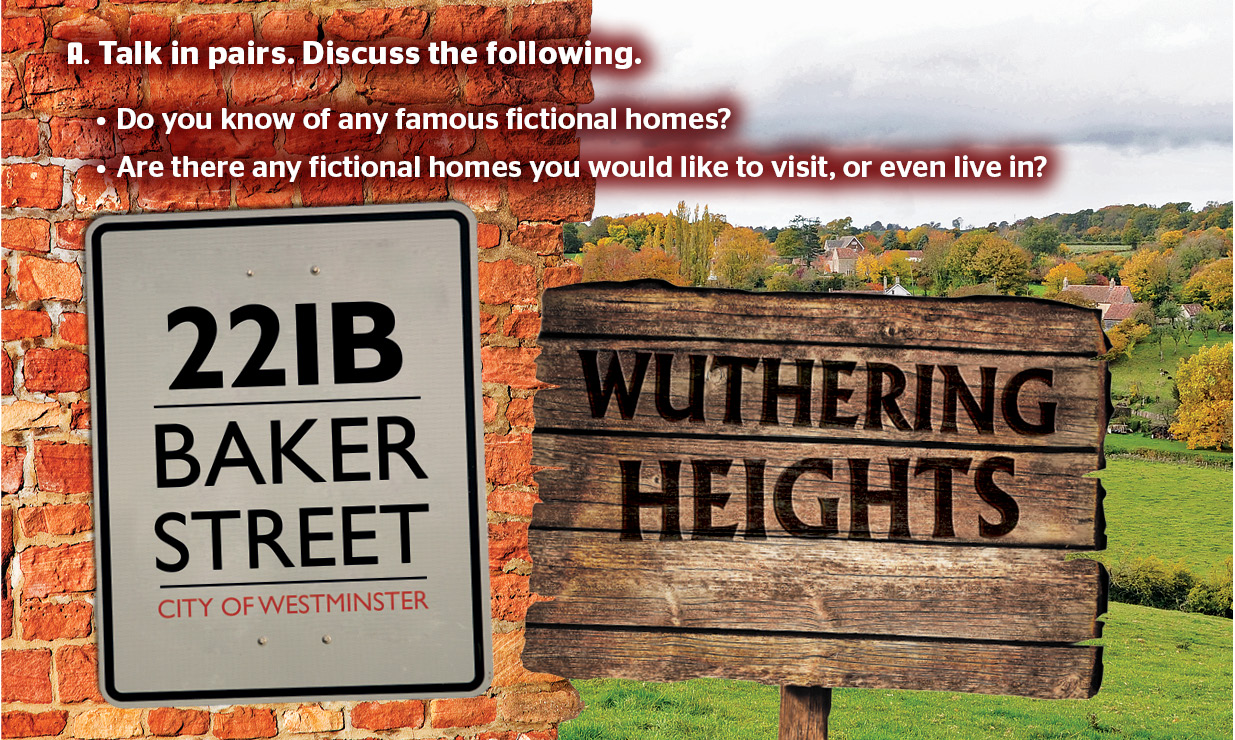 A. Talk in pairs. Discuss the following.
• Do you know of any famous fictional homes?
• Are there any fictional homes you would like to visit, or even live in?
221B
BAKER
STREET
CITY OF WESTMINSTER
WUTHERING
HEIGHTS